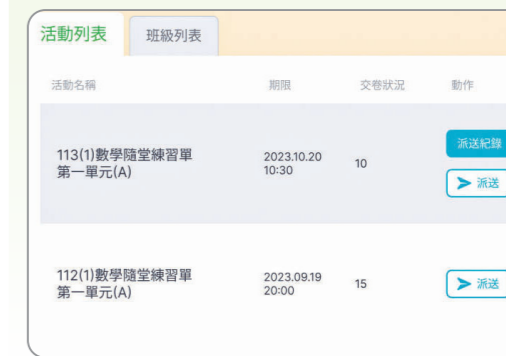 活動列表
班級列表
活動名稱 期限 交卷狀況 動作
113(1)數學隨堂練習單
第一單元(A)
2023.10.20
10:30
10
派送紀錄
派送
112(1)數學隨堂練習單
第一單元(A)
2023.09.19
20:00
15
派送